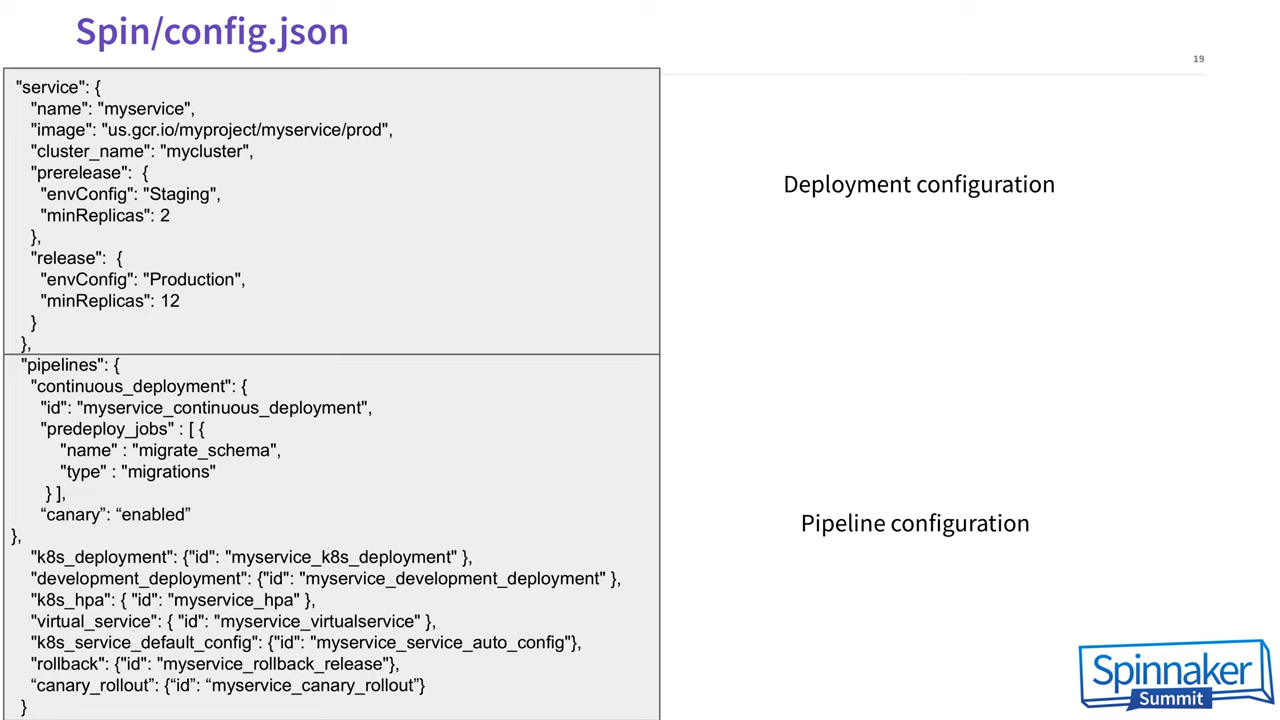 Spin/config.json
19
"service": {
"name": "myservice",
"image": "us.gcr.io/myproject/myservice/prod",
"cluster_name": "mycluster",
"prerelease":  {
"envConfig": "Staging",
"minReplicas": 2
},
"release":  {
"envConfig": "Production",
"minReplicas": 12
}
},
Deployment configuration
"pipelines": {
"continuous_deployment": {
"id": "myservice_continuous_deployment",
"predeploy_jobs" : [ {
"name" : "migrate_schema",
"type" : "migrations"
} ],
“canary”: “enabled”
},
"k8s_deployment": {"id": "myservice_k8s_deployment" },
"development_deployment": {"id": "myservice_development_deployment" },
"k8s_hpa": { "id": "myservice_hpa" },
"virtual_service": { "id": "myservice_virtualservice" },
"k8s_service_default_config": {"id": "myservice_service_auto_config"},
"rollback": {"id": "myservice_rollback_release"},
“canary_rollout”: {“id”: “myservice_canary_rollout”}
}
Pipeline configuration
Spinnaker
Summit